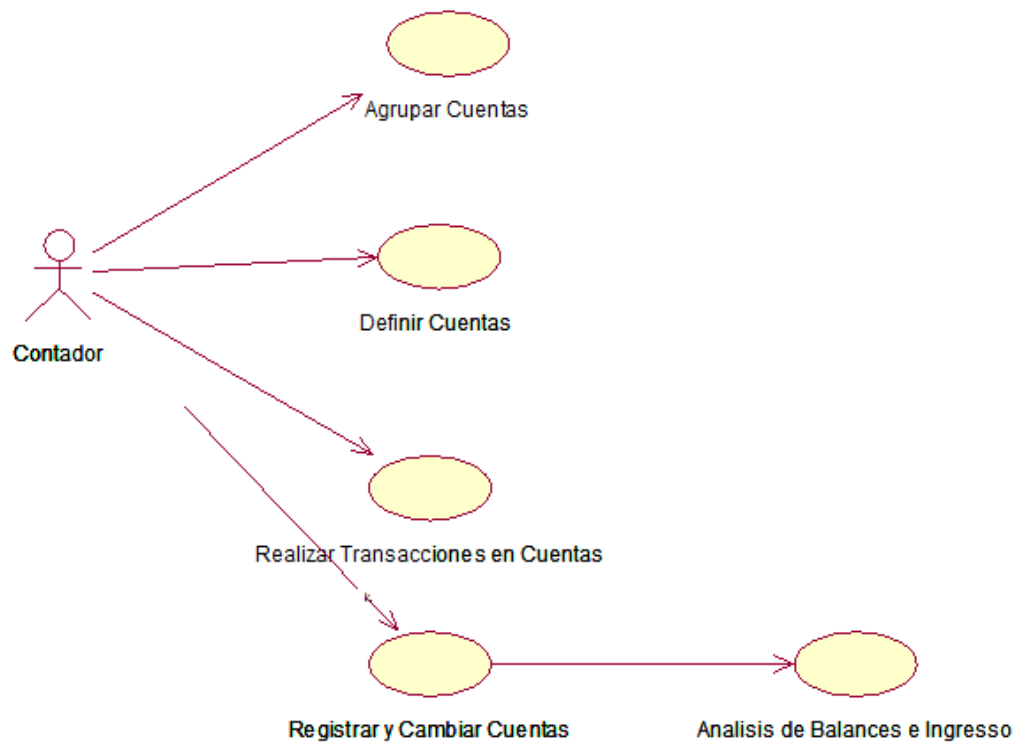 Agrupar Cuentas
Definir Cuentas
Contador
Realizar Transacciones en Cuentas
Registrar y Cambiar Cuentas
Analisis de Balances e Ingresso